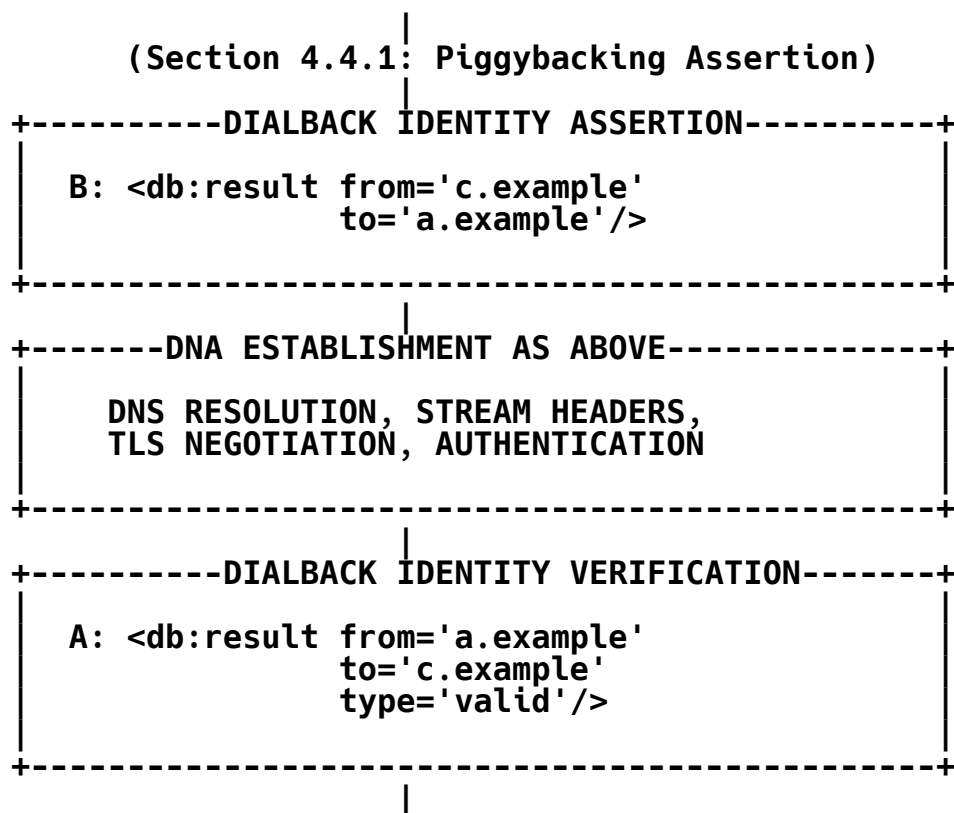 |
(Section 4.4.1: Piggybacking Assertion)
|
+----------DIALBACK IDENTITY ASSERTION----------+
| |
| B: <db:result from='c.example' |
| to='a.example'/> |
| |
+-----------------------------------------------+
|
+-------DNA ESTABLISHMENT AS ABOVE--------------+
| |
| DNS RESOLUTION, STREAM HEADERS, |
| TLS NEGOTIATION, AUTHENTICATION |
| |
+-----------------------------------------------+
|
+----------DIALBACK IDENTITY VERIFICATION-------+
| |
| A: <db:result from='a.example' |
| to='c.example' |
| type='valid'/> |
| |
+-----------------------------------------------+
|